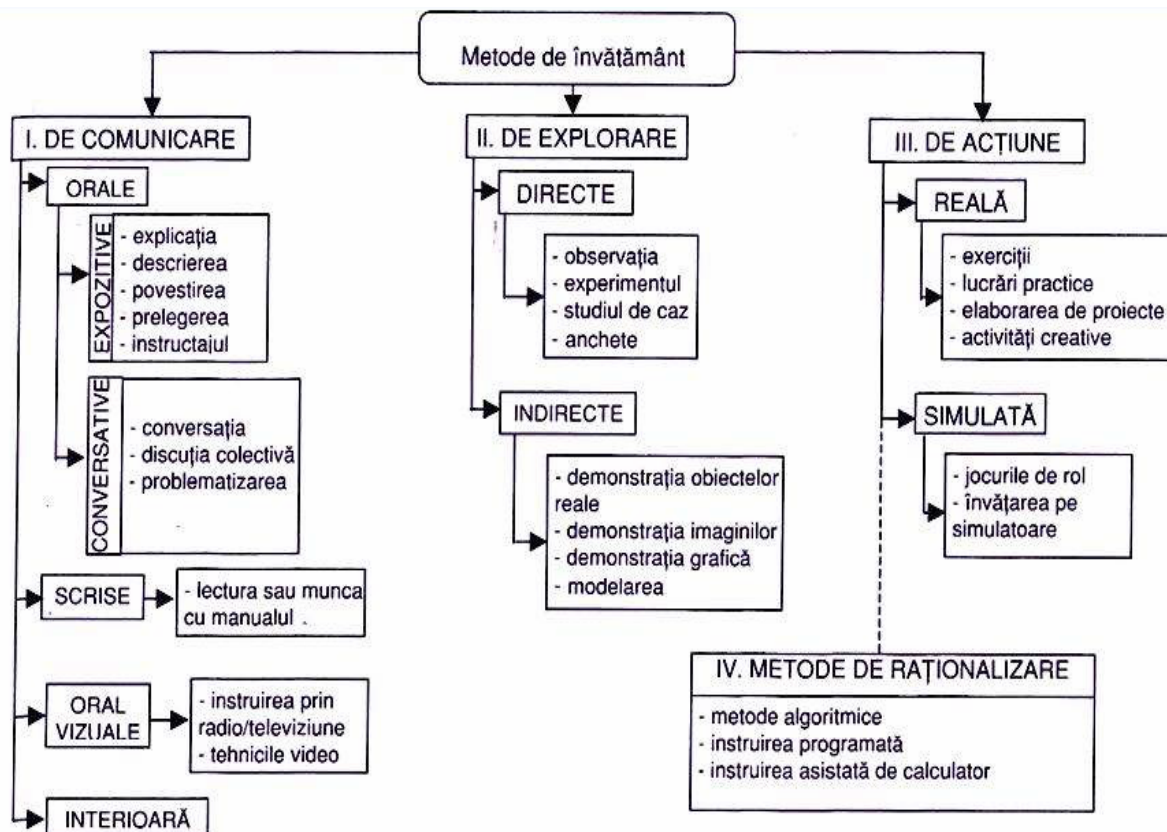 Metode de învătământ
I. DE COMUNICARE
ORALE
EXPOZITIVE
- explicația
- descrierea
- povestirea
- prelegerea
- instructajul
CONVERSATIVE
- conversația
- discuția colectivă
- problematizarea
SCRISE
- lectura sau munca
cu manualul .
ORAL
VIZUALE
- instruirea prin
radio/televiziune
- tehnicile video
INTERIOARĂ
II. DE EXPLORARE
DIRECTE
- observația
- experimentul
- studiul de caz
- anchete
INDIRECTE
- demonstrația obiectelor
reale
- demonstrația imaginilor
- demonstrația grafică
- modelarea
III. DE ACȚIUNE
REALĂ
- exerciții
- lucrări practice
- elaborarea de proiecte
- activități creative
SIMULATĂ
- jocurile de rol
- învățarea pe
simulatoare
IV. METODE DE RAȚIONALIZARE
- metode algoritmice
- instruirea programată
- instruirea asistată de calculator